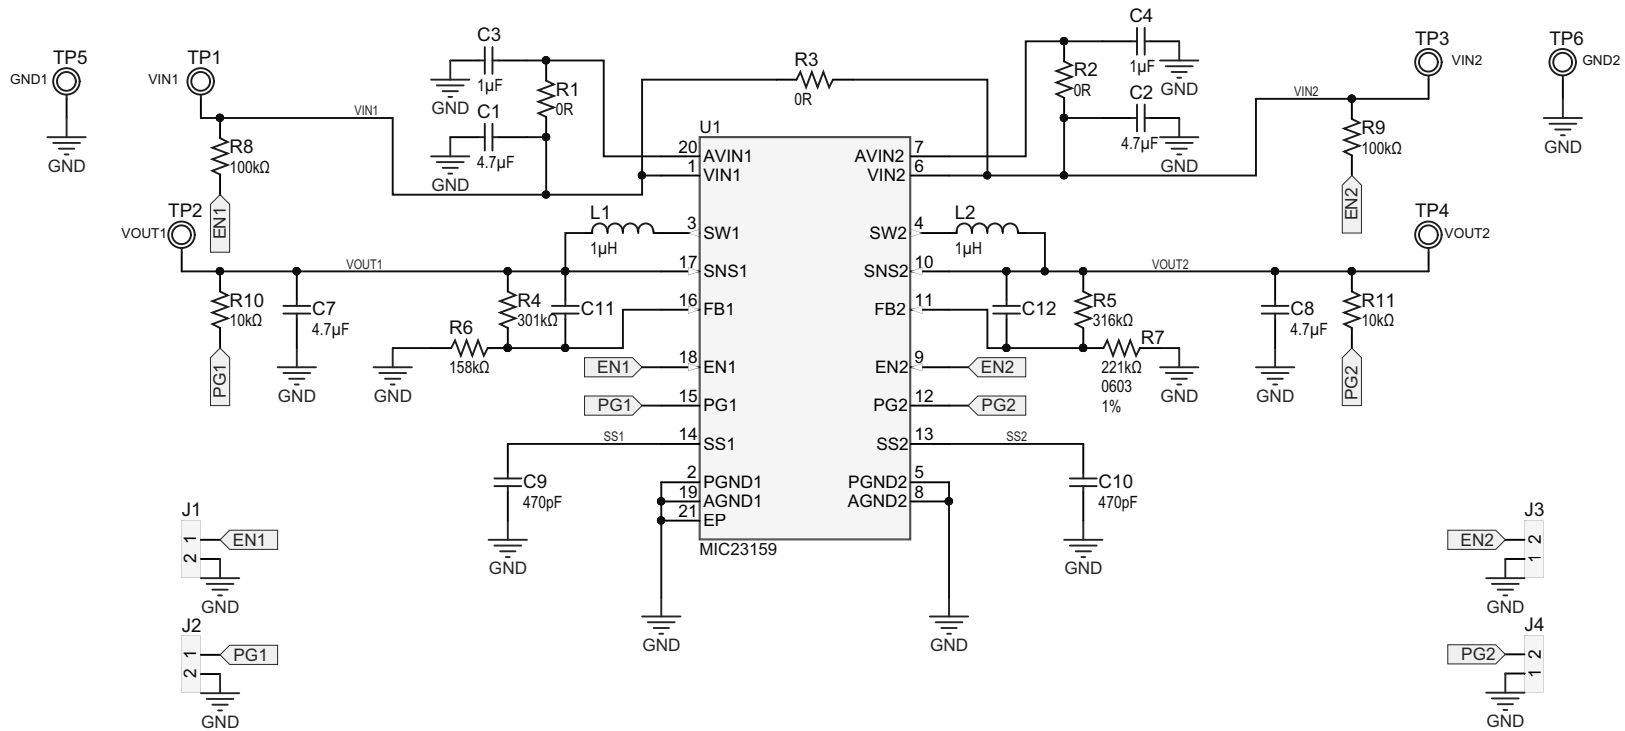 C4
C3
R3
TP5
TP1
TP3
TP6
GND1
VIN1
VIN2
GND2
1µF
R1
0R
0R
R2
0R
1µF
GND
GND
C1
4.7µF
GND
C2
4.7µF
GND
VIN1
VIN2
GND
GND
R8
100kΩ
R9
100kΩ
EN1
EN2
U1
20 AVIN1
1 VIN1
3 SW1
17 SNS1
16 FB1
18 EN1
15 PG1
14 SS1
2 PGND1
19 AGND1
21 EP
AVIN2 7
VIN2 6
SW2 4
SNS2 10
FB2 11
EN2 9
PG2 12
SS2 13
PGND2 5
AGND2 8
MIC23159
TP2
VOUT1
L1
1µH
L2
1µH
TP4
VOUT2
VOUT1
VOUT2
R10
10kΩ
C7
4.7µF
R4
301kΩ
C11
C12
R5
316kΩ
C8
4.7µF
R11
10kΩ
R6
158kΩ
R7
221kΩ
0603
1%
PG1
GND
GND
EN1
EN2
GND
GND
PG2
PG1
PG2
SS1
SS2
C9
470pF
C10
470pF
GND
GND
GND
GND
J1
1
2
EN1
GND
J2
1
2
PG1
GND
J3
EN2
2
1
GND
J4
PG2
2
1
GND